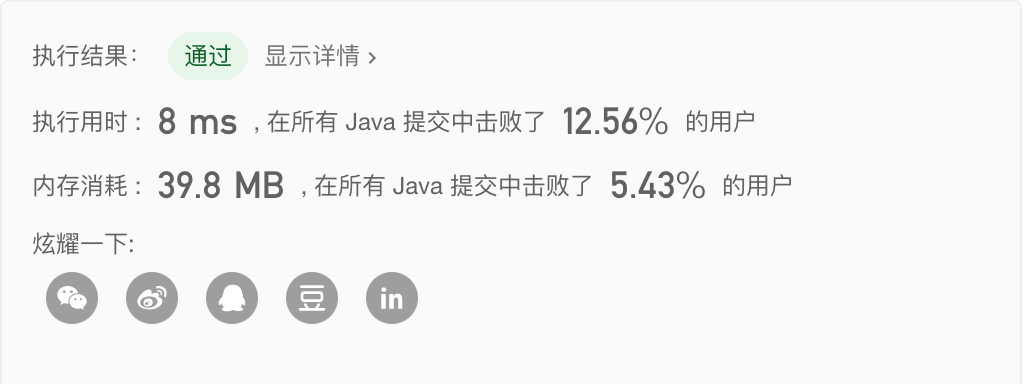 执行结果： 通过 显示详情 ›
执行用时 : 8 ms , 在所有 Java 提交中击败了 12.56% 的用户
内存消耗 : 39.8 MB , 在所有 Java 提交中击败了 5.43% 的用户
炫耀一下:
豆 in